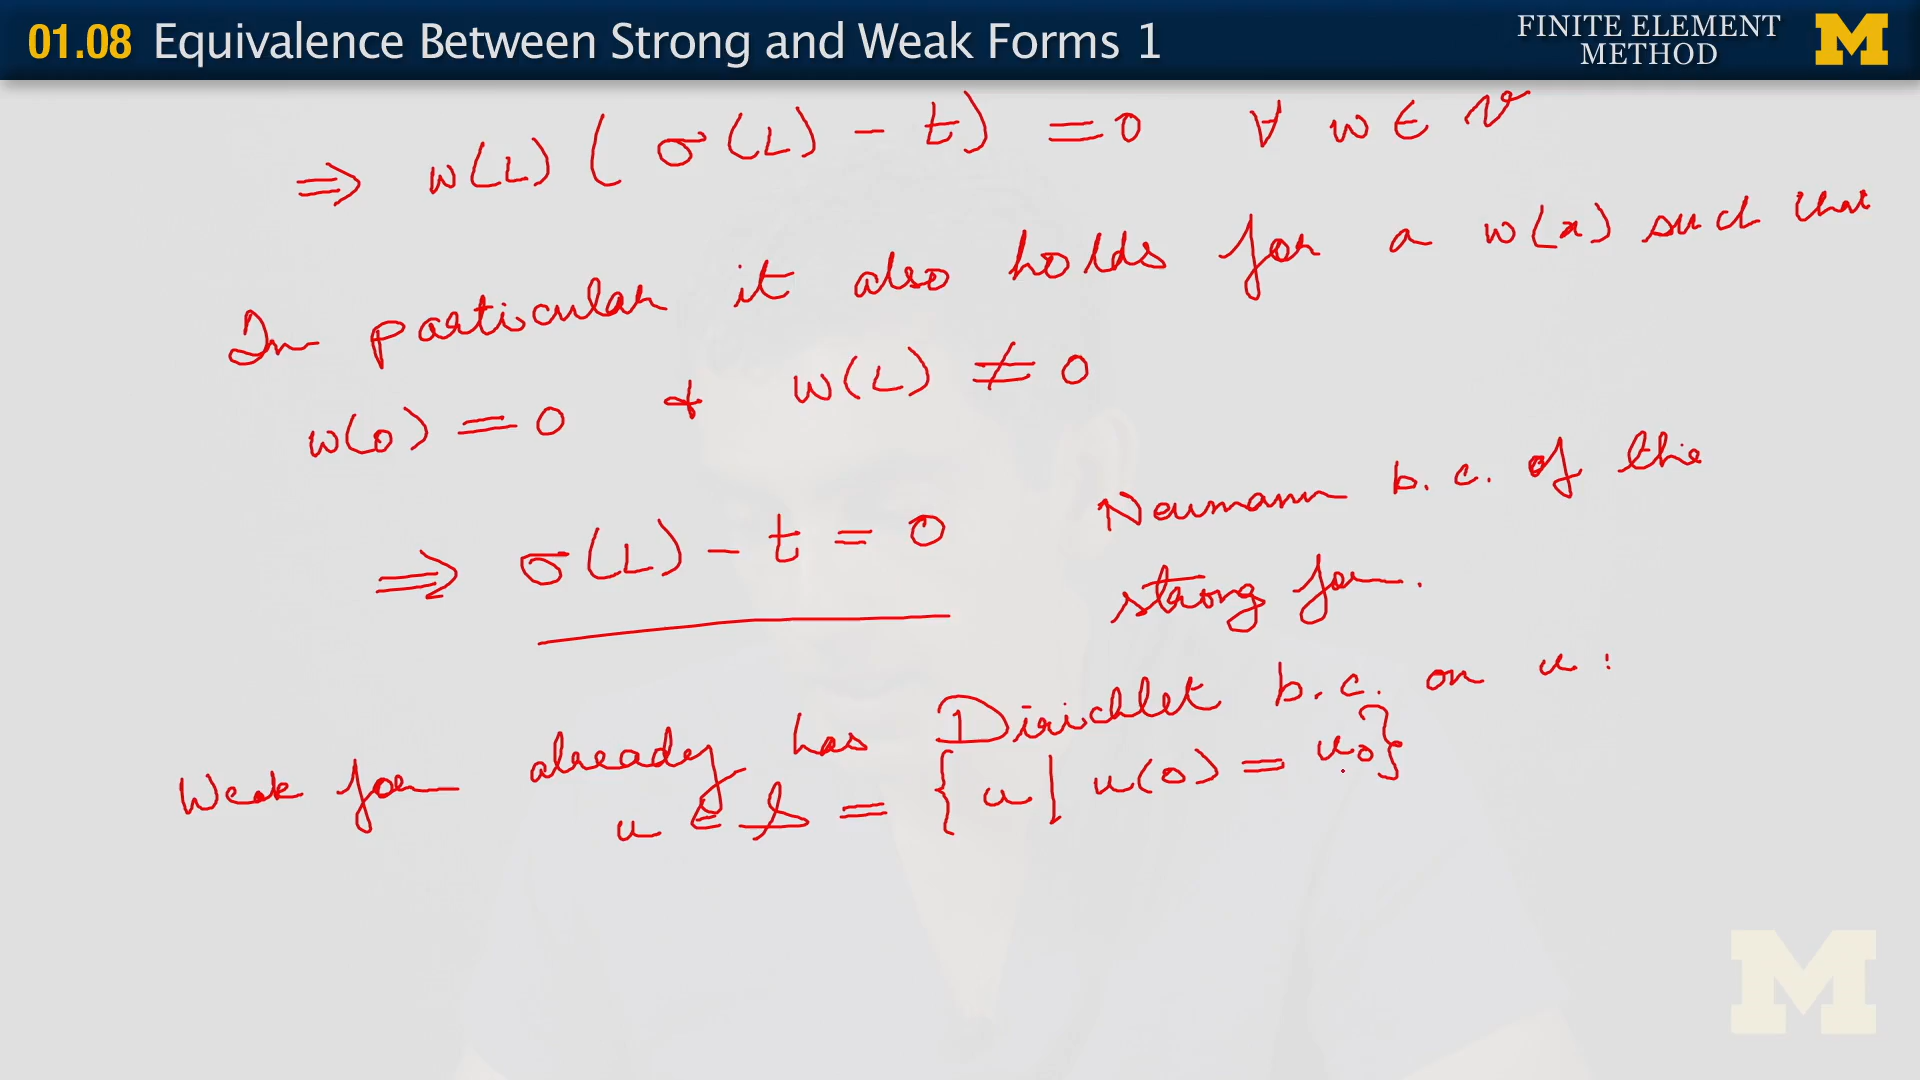 01.08 Equivalence Between Strong and Weak Forms 1
FINITE ELEMENT
METHOD
M
⇒ w(L) ( σ(L) - t) = 0 ∀ w ∈ V
In particular it also holds for a w(x) such that
w(0) = 0 & w(L) ≠ 0
⇒ σ(L) - t = 0
Neumann b.c. of the
strong form.
Weak form already has Dirichlet b.c. on u :
u ∈ S = { u | u(0) = u₀}
M